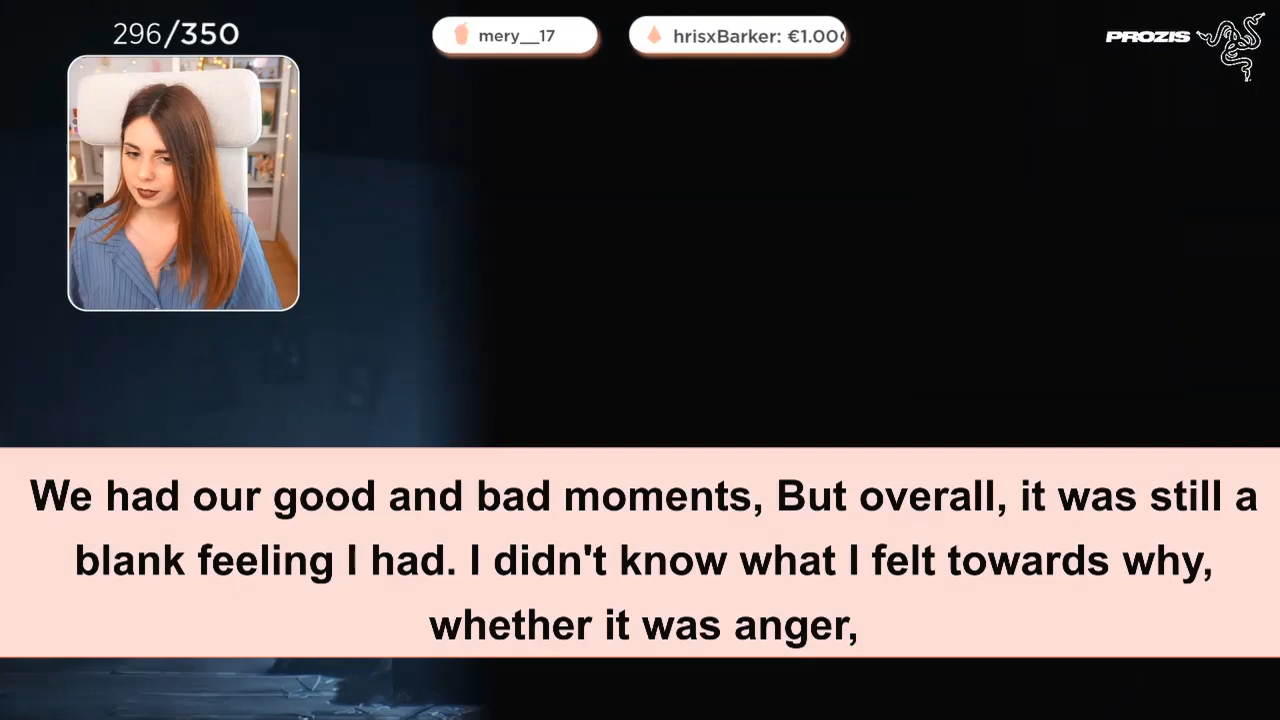 296/350
mery__17
hrisxBarker: €1.00
PROZIS
We had our good and bad moments, But overall, it was still a
blank feeling I had. I didn't know what I felt towards why,
whether it was anger,